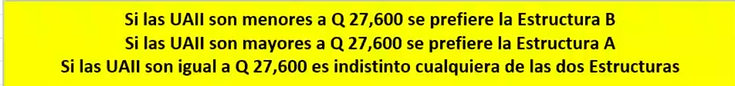 Si las UAII son menores a Q 27,600 se prefiere la Estructura B
Si las UAII son mayores a Q 27,600 se prefiere la Estructura A
Si las UAII son igual a Q 27,600 es indistinto cualquiera de las dos Estructuras